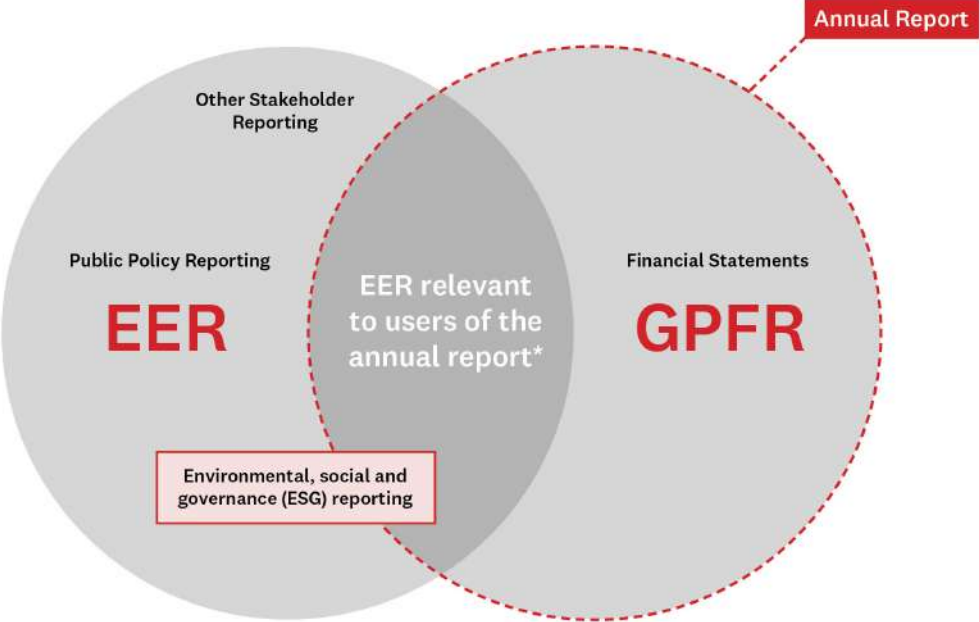 Annual Report
Other Stakeholder
Reporting
Public Policy Reporting
EER
EER relevant
to users of the
annual report*
Financial Statements
GPFR
Environmental, social and
governance (ESG) reporting